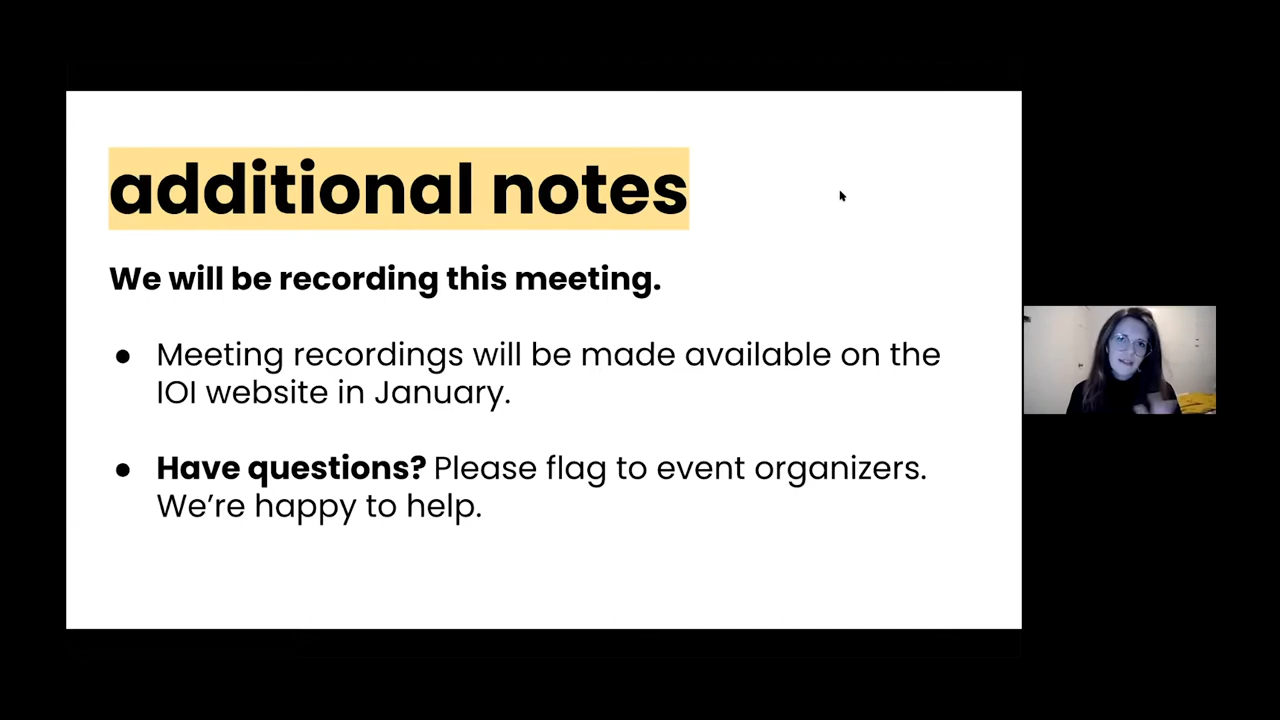 additional notes
We will be recording this meeting.
● Meeting recordings will be made available on the
IOI website in January.
● Have questions? Please flag to event organizers.
We’re happy to help.